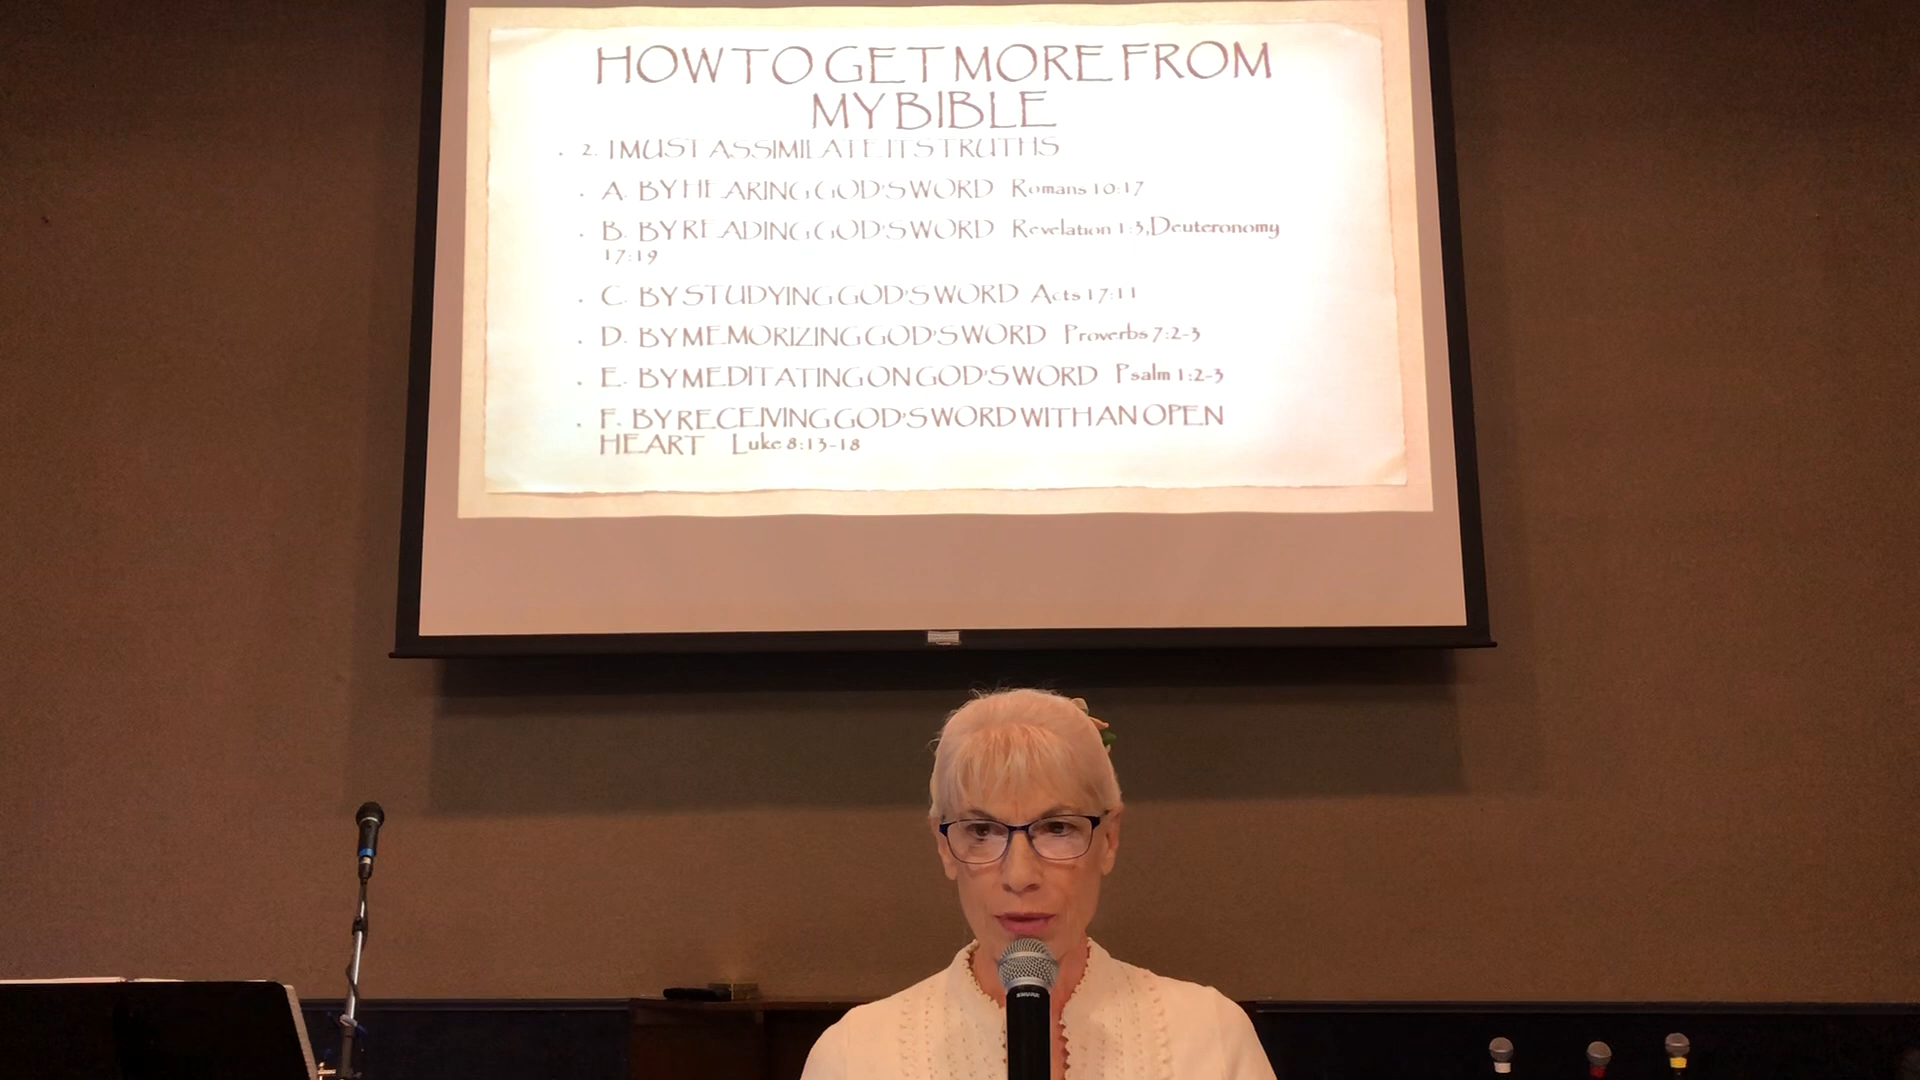 HOW TO GET MORE FROM
MY BIBLE
2. I MUST ASSIMILATE ITS TRUTHS
A. BY HEARING GOD'S WORD Romans 10:17
B. BY READING GOD'S WORD Revelation 1:3,Deuteronomy
17:19
C. BY STUDYING GOD'S WORD Acts 17:11
D. BY MEMORIZING GOD'S WORD Proverbs 7:2-3
E. BY MEDITATING ON GOD'S WORD Psalm 1:2-3
F. BY RECEIVING GOD'S WORD WITH AN OPEN
HEART Luke 8:13-18
SHURE